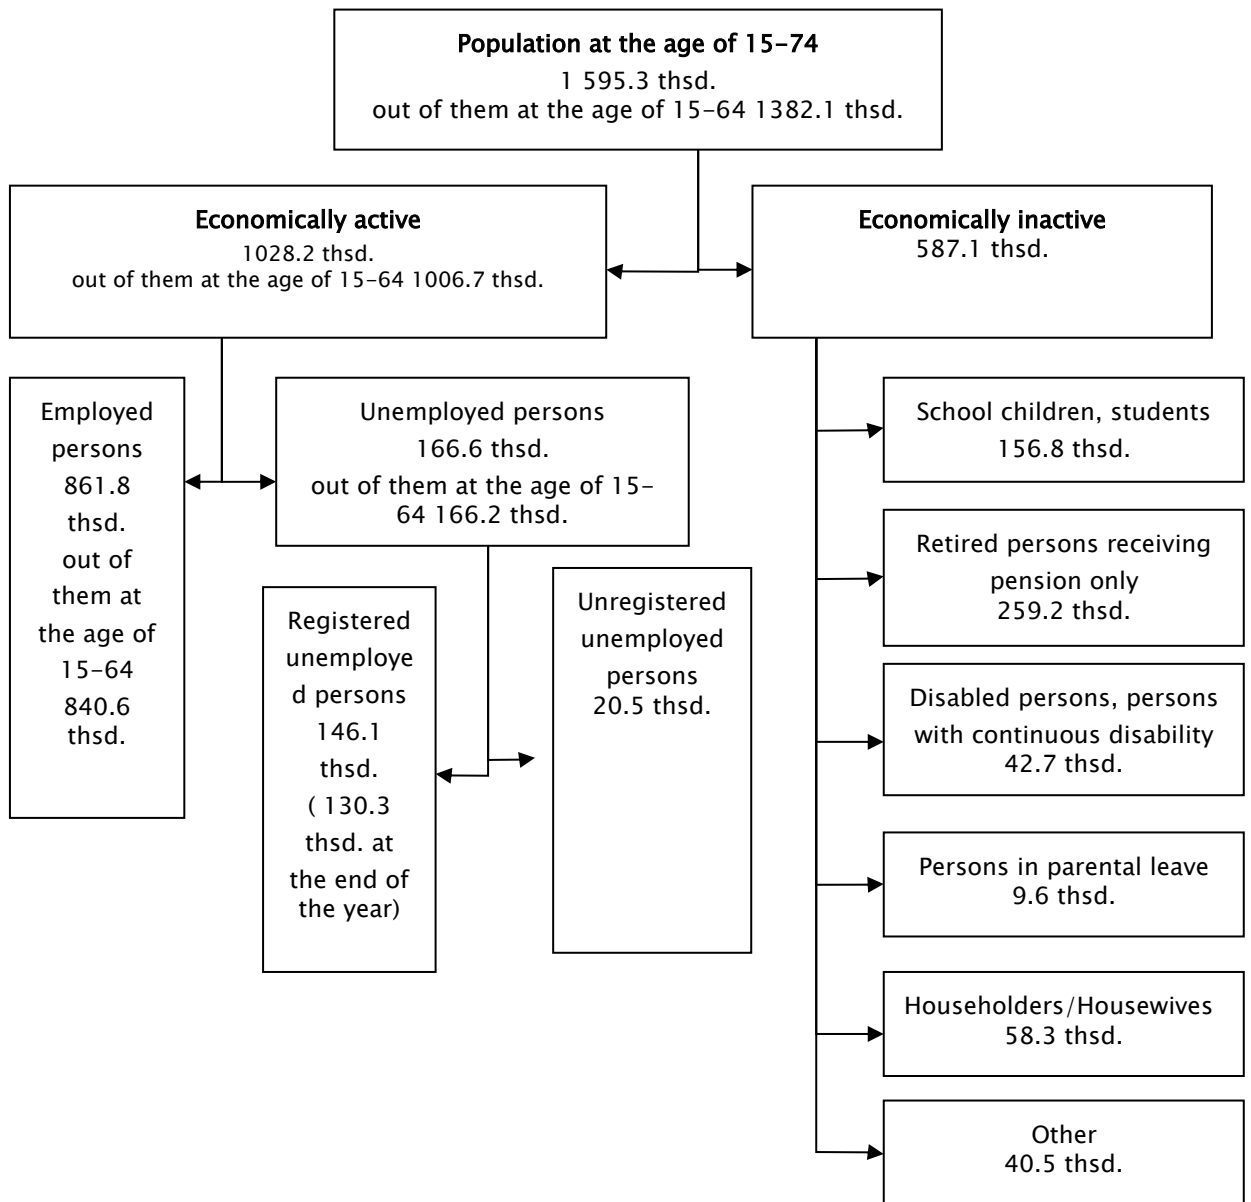 Population at the age of 15-74
1 595.3 thsd.
out of them at the age of 15-64 1382.1 thsd.
Economically active
1028.2 thsd.
out of them at the age of 15-64 1006.7 thsd.
Economically inactive
587.1 thsd.
Employed
persons
861.8
thsd.
out of
them at
the age of
15-64
840.6
thsd.
Unemployed persons
166.6 thsd.
out of them at the age of 15-
64 166.2 thsd.
Registered
unemploye
d persons
146.1
thsd.
( 130.3
thsd. at
the end of
the year)
Unregistered
unemployed
persons
20.5 thsd.
School children, students
156.8 thsd.
Retired persons receiving
pension only
259.2 thsd.
Disabled persons, persons
with continuous disability
42.7 thsd.
Persons in parental leave
9.6 thsd.
Householders/Housewives
58.3 thsd.
Other
40.5 thsd.